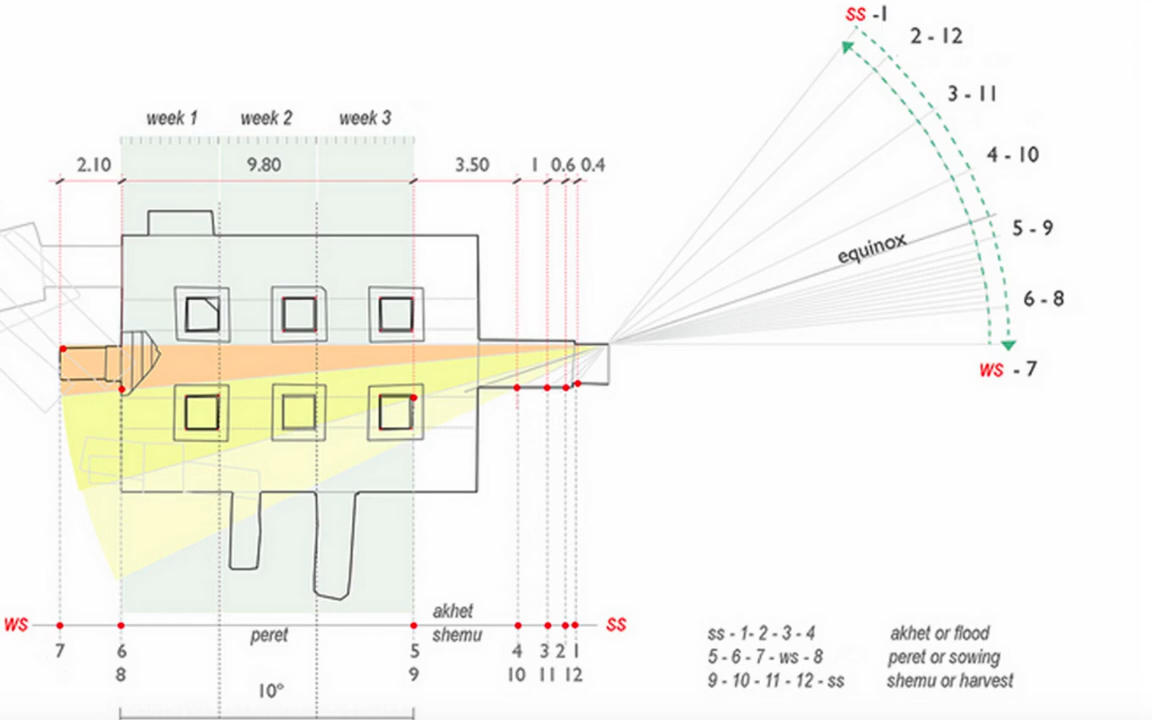 ss -1
2 - 12
3 - 11
4 - 10
5 - 9
6 - 8
ws - 7
equinox
week 1 week 2 week 3
2.10 9.80 3.50 1 0.6 0.4
akhet
ws peret shemu ss
7 6 5 4 3 2 1
8 9 10 11 12
10°
ss - 1- 2 - 3 - 4 akhet or flood
5 - 6 - 7 - ws - 8 peret or sowing
9 - 10 - 11 - 12 - ss shemu or harvest